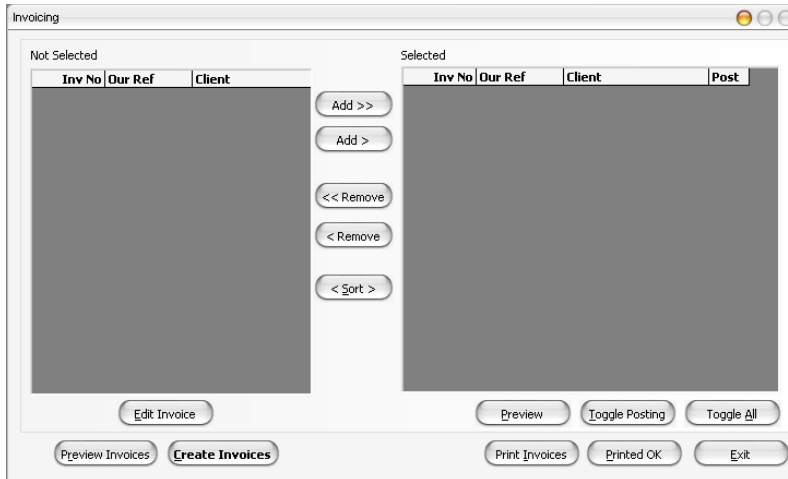 Invoicing
Not Selected
Inv No Our Ref Client
Selected
Inv No Our Ref Client Post
Add >>
Add >
<< Remove
< Remove
< Sort >
Edit Invoice
Preview Toggle Posting Toggle All
Preview Invoices Create Invoices Print Invoices Printed OK Exit